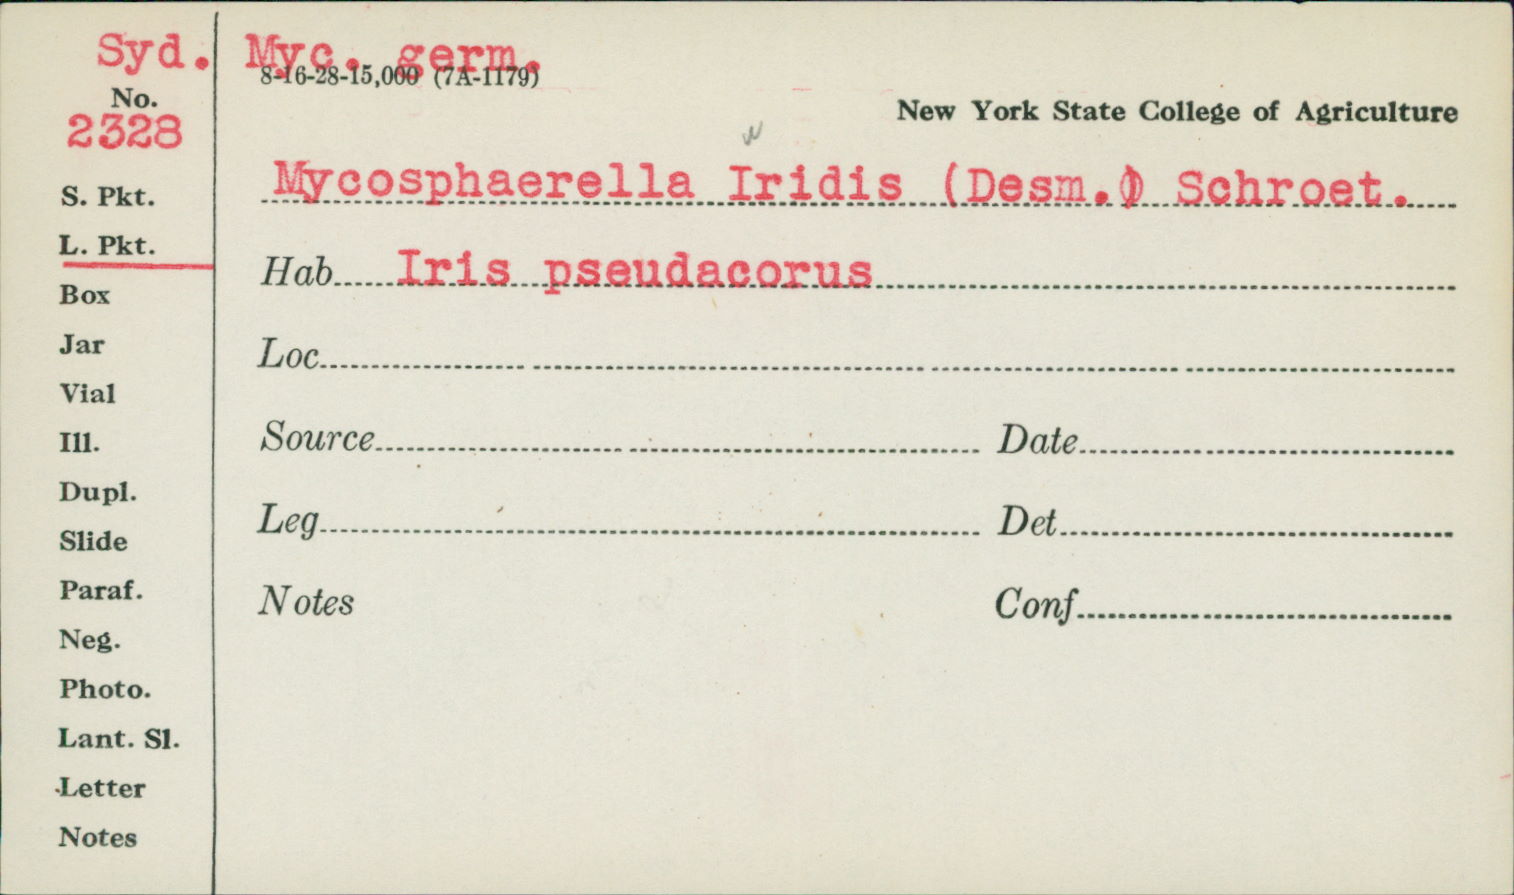 Syd. Myc. germ.
8-16-28-15,000 (7A-1179)
No.
2328
New York State College of Agriculture
Mycosphaerella Iridis (Desm.) Schroet.
S. Pkt.
L. Pkt.
Hab Iris pseudacorus
Box
Jar
Loc
Vial
Ill.
Source Date
Dupl.
Slide
Leg Det
Paraf.
Notes Conf
Neg.
Photo.
Lant. Sl.
Letter
Notes